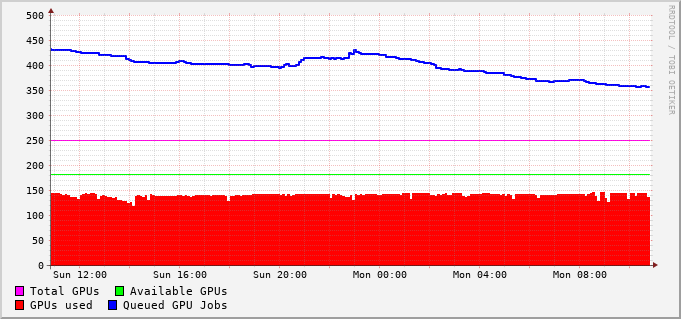 500
450
400
350
300
250
200
150
100
50
0
Sun 12:00 Sun 16:00 Sun 20:00 Mon 00:00 Mon 04:00 Mon 08:00
Total GPUs Available GPUs
GPUs used Queued GPU Jobs
RRDTOOL / TOBI OETIKER